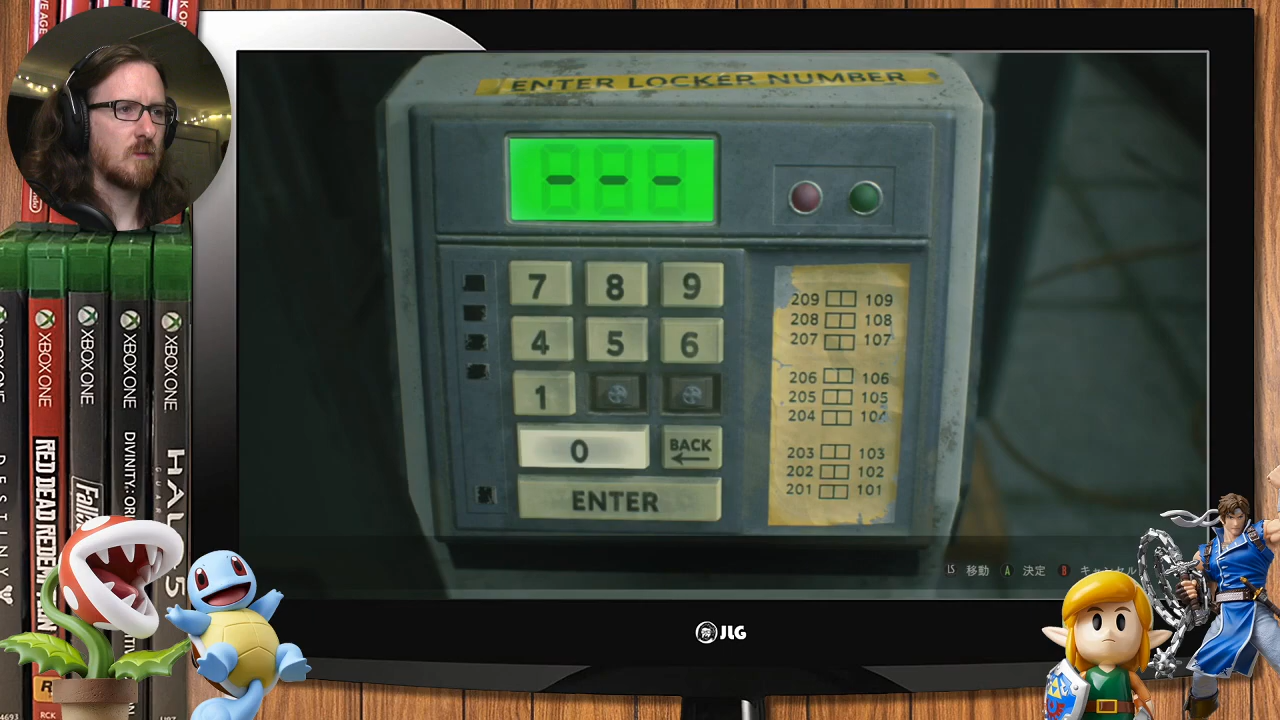 ENTER LOCKER NUMBER
---
7 8 9
4 5 6
1
0 BACK
ENTER
209 109
208 108
207 107
206 106
205 105
204 104
203 103
202 102
201 101
LS 移動 A 決定 B キャンセル
JLG
XBOX ONE
XBOX ONE
XBOX ONE
XBOX ONE
DESTINY
RED DEAD REDEMPTION
Fallout
DIVINITY: ORI
HALO 5
4693
RCK